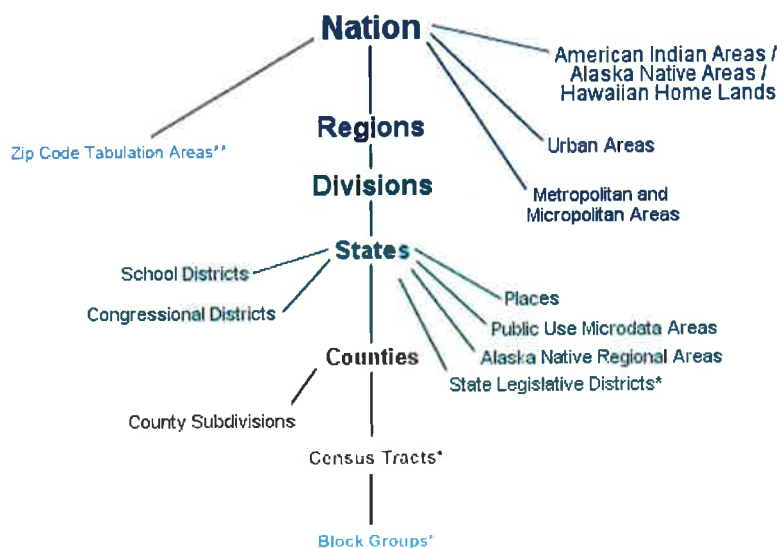 Nation
American Indian Areas /
Alaska Native Areas /
Hawaiian Home Lands
Regions
Urban Areas
Zip Code Tabulation Areas**
Divisions
Metropolitan and
Micropolitan Areas
States
School Districts
Places
Congressional Districts
Public Use Microdata Areas
Counties
Alaska Native Regional Areas
State Legislative Districts*
County Subdivisions
Census Tracts*
Block Groups*